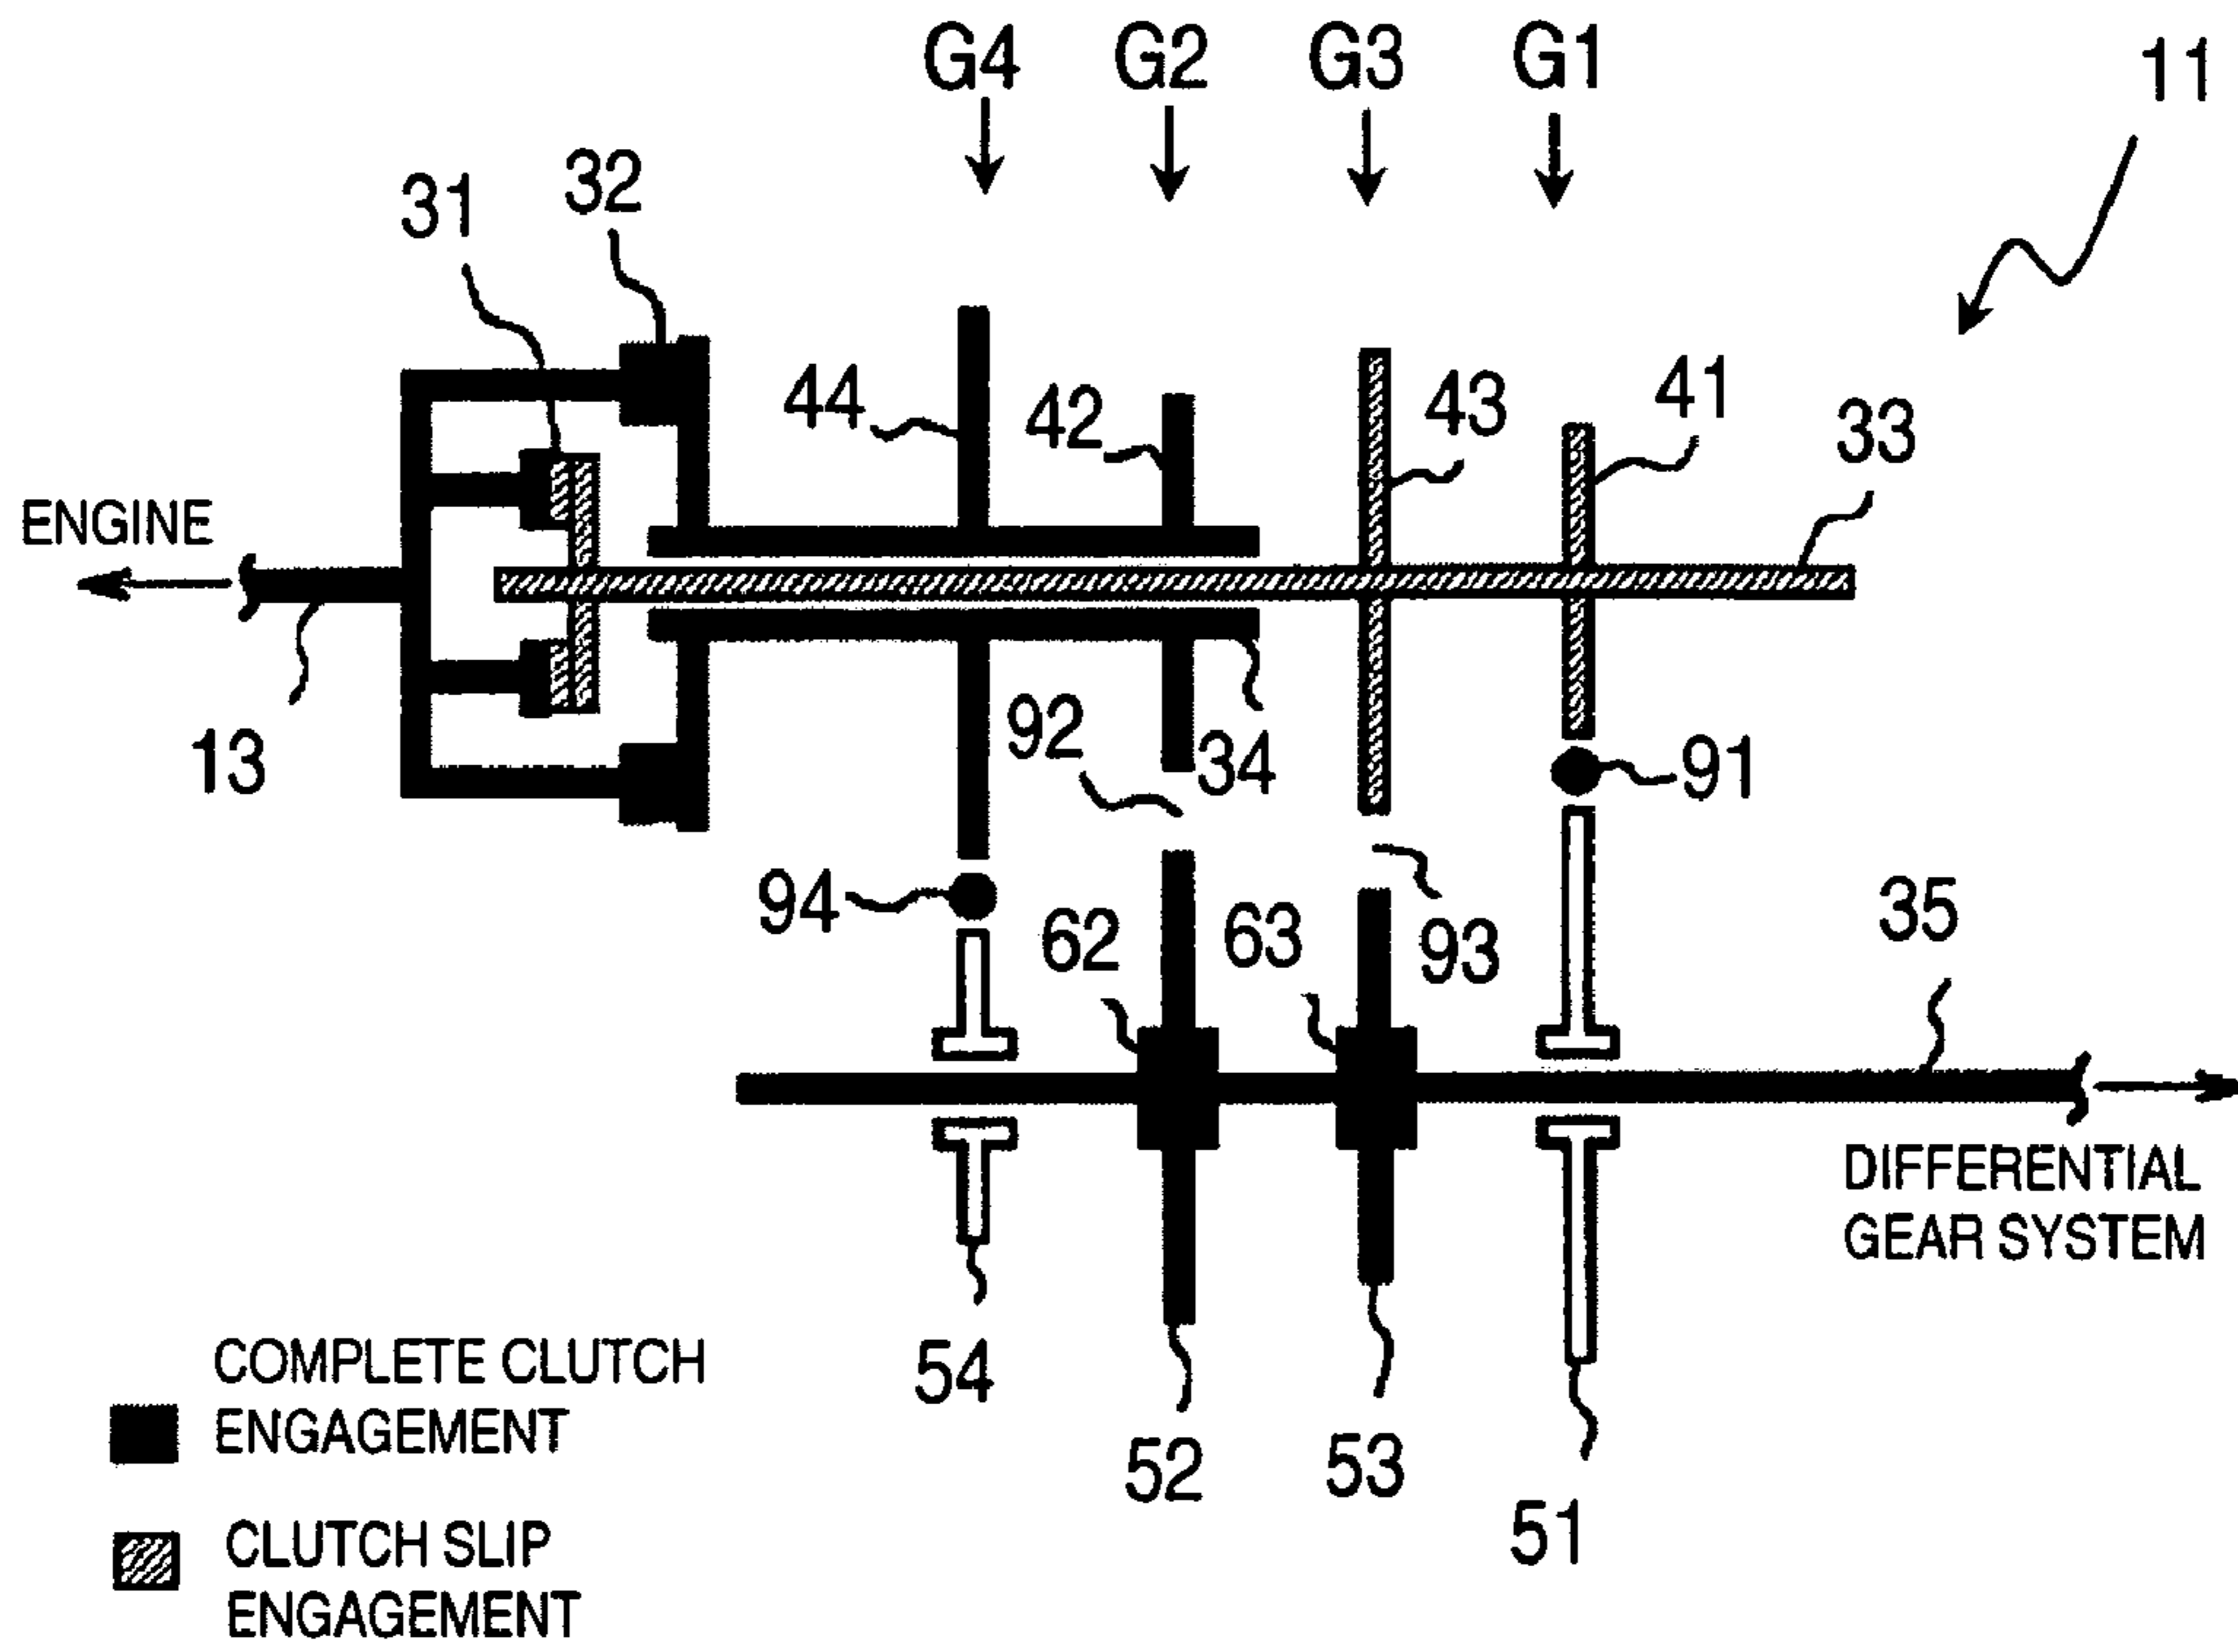 G4 G2 G3 G1
11
32
31
44
42
43
41
33
ENGINE
92
34
91
13
94
62
63
93
35
DIFFERENTIAL
GEAR SYSTEM
54
52
53
51
COMPLETE CLUTCH
ENGAGEMENT
CLUTCH SLIP
ENGAGEMENT